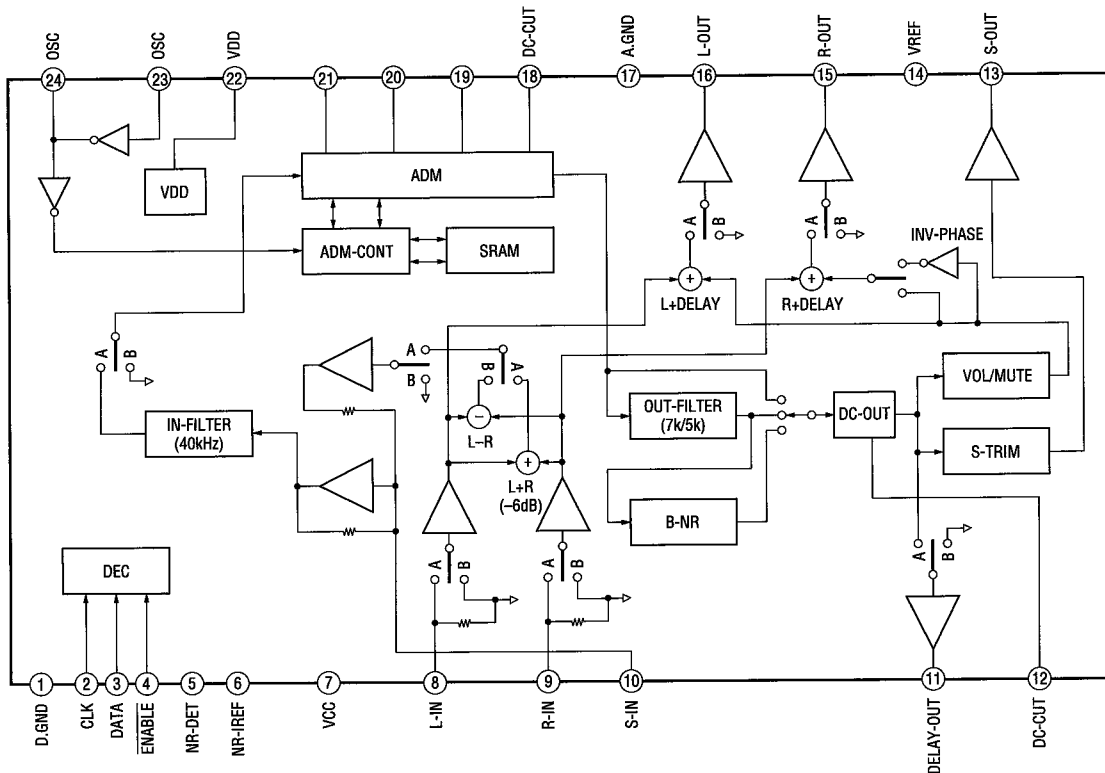 OSC
OSC
VDD
DC-CUT
A.GND
L-OUT
R-OUT
VREF
S-OUT
24
23
22
21
20
19
18
17
16
15
14
13
VDD
ADM
ADM-CONT
SRAM
A
B
A
B
INV-PHASE
+
L+DELAY
+
R+DELAY
A
B
A
B
B
A
−
L−R
+
L+R
(−6dB)
IN-FILTER
(40kHz)
OUT-FILTER
(7k/5k)
DC-OUT
VOL/MUTE
S-TRIM
B-NR
A
B
A
B
A
B
DEC
1
2
3
4
5
6
7
8
9
10
11
12
D.GND
CLK
DATA
ENABLE
NR-DET
NR-IREF
VCC
L-IN
R-IN
S-IN
DELAY-OUT
DC-CUT